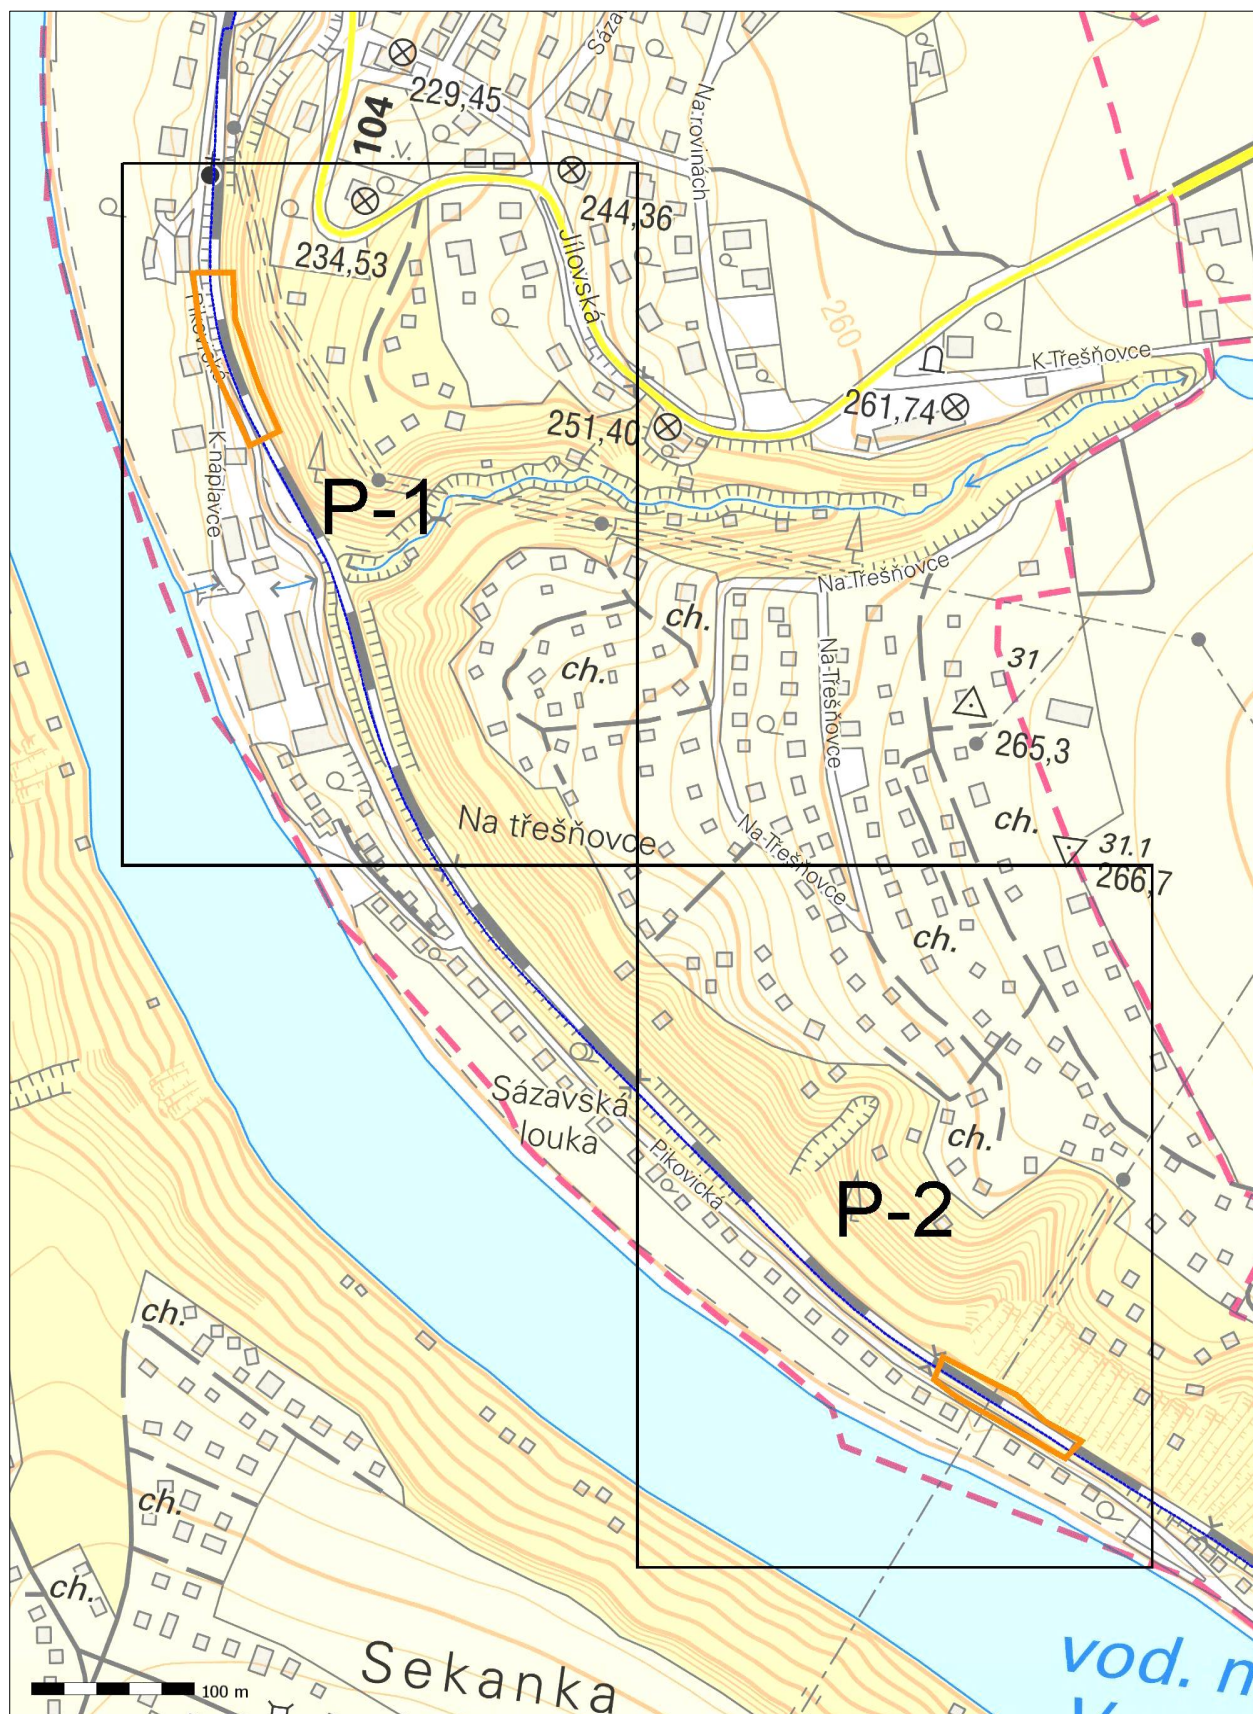 Sáza
229,45
104
Na rovinách
244,36
234,53
Jílovská
260
Pikovická
K Třešňovce
261,74
251,40
K náplavce
P-1
Na Třešňovce
ch.
ch.
31
Na Třešňovce
265,3
Na třešňovce
ch.
Na Třešňovce
31.1
266,7
ch.
Sázavská
louka
Pikovická
ch.
P-2
ch.
ch.
ch.
Sekanka
vod. n
100 m